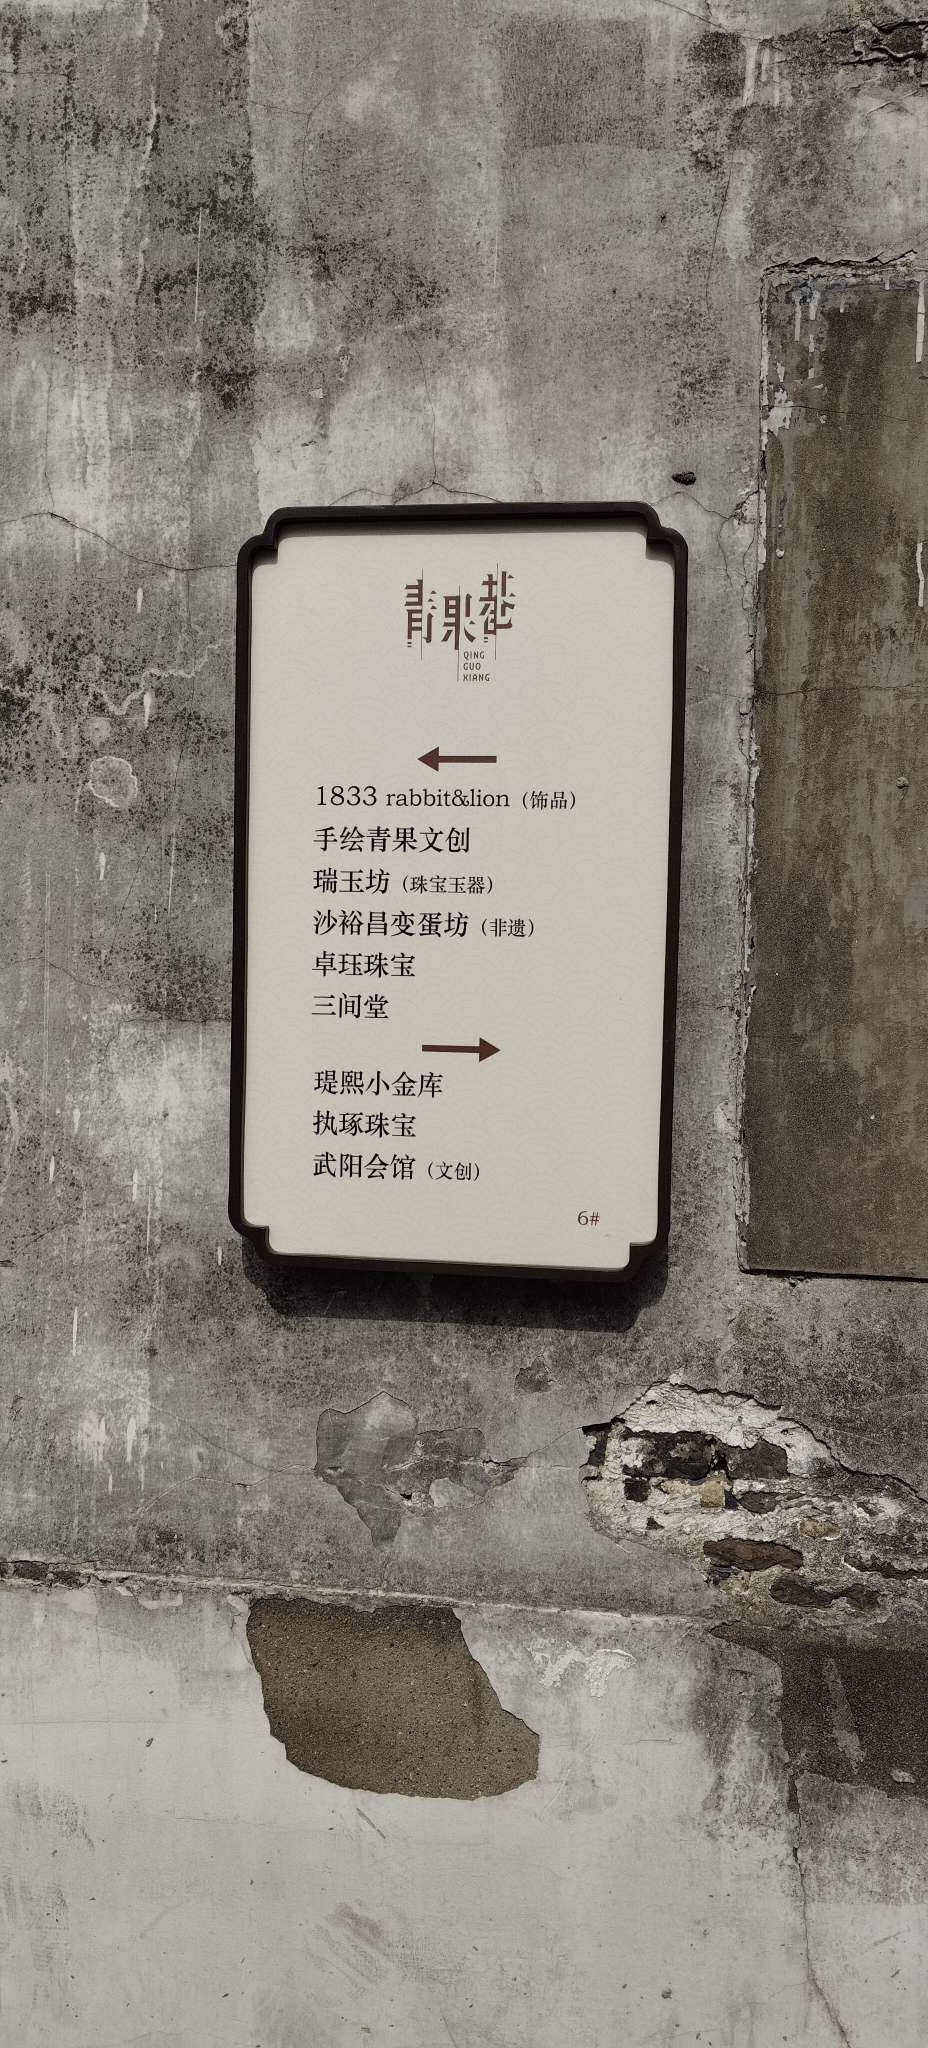 青果巷
QING
GUO
XIANG
1833 rabbit&lion（饰品）
手绘青果文创
瑞玉坊（珠宝玉器）
沙裕昌变蛋坊（非遗）
卓珏珠宝
三间堂
瑅熙小金库
执琢珠宝
武阳会馆（文创）
6#